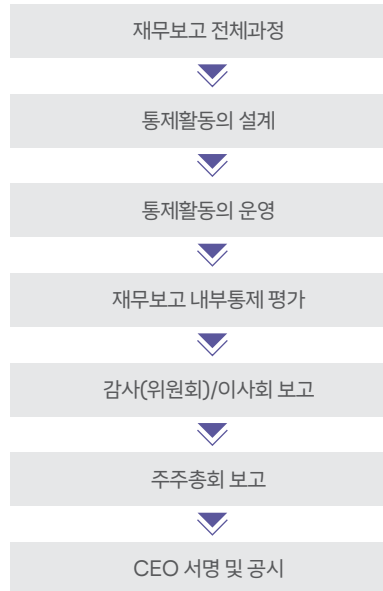 재무보고 전체과정
통제활동의 설계
통제활동의 운영
재무보고 내부통제 평가
감사(위원회)/이사회 보고
주주총회 보고
CEO 서명 및 공시